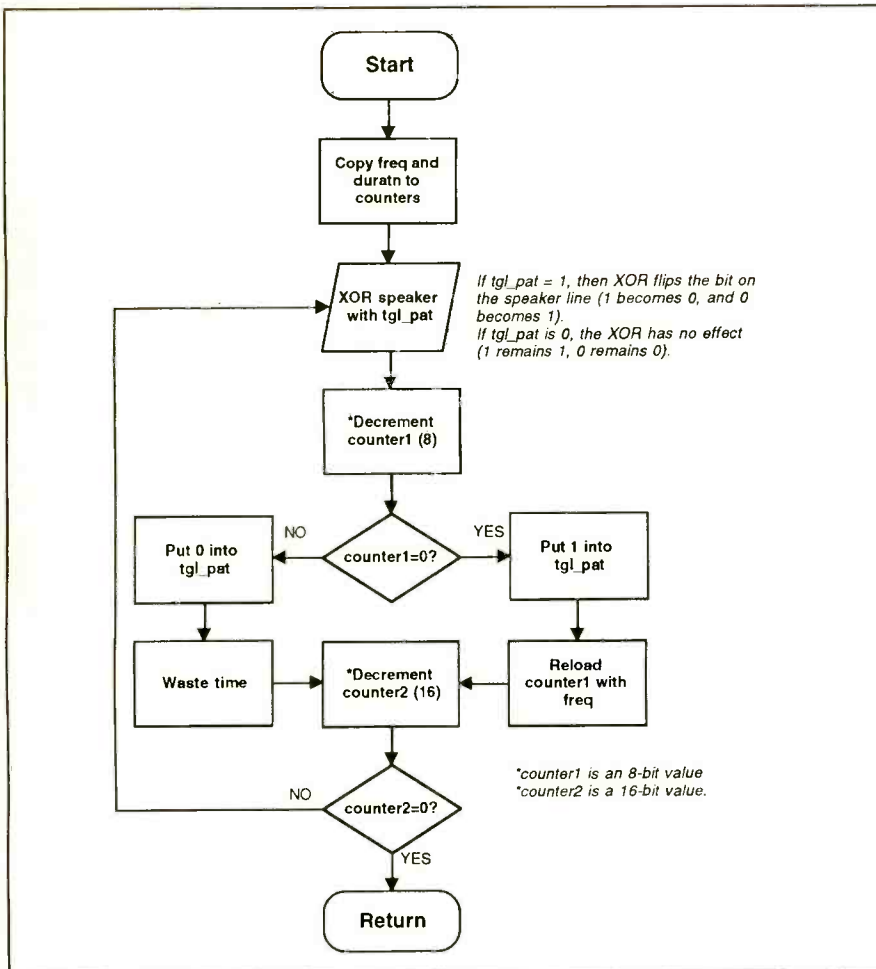 Start
Copy freq and
duratn to
counters
XOR speaker
with tgl_pat
If tgl_pat = 1, then XOR flips the bit on
the speaker line (1 becomes 0, and 0
becomes 1).
If tgl_pat is 0, the XOR has no effect
(1 remains 1, 0 remains 0).
*Decrement
counter1 (8)
NO
counter1=0?
YES
Put 0 into
tgl_pat
Put 1 into
tgl_pat
Waste time
*Decrement
counter2 (16)
Reload
counter1 with
freq
*counter1 is an 8-bit value
*counter2 is a 16-bit value.
NO
counter2=0?
YES
Return